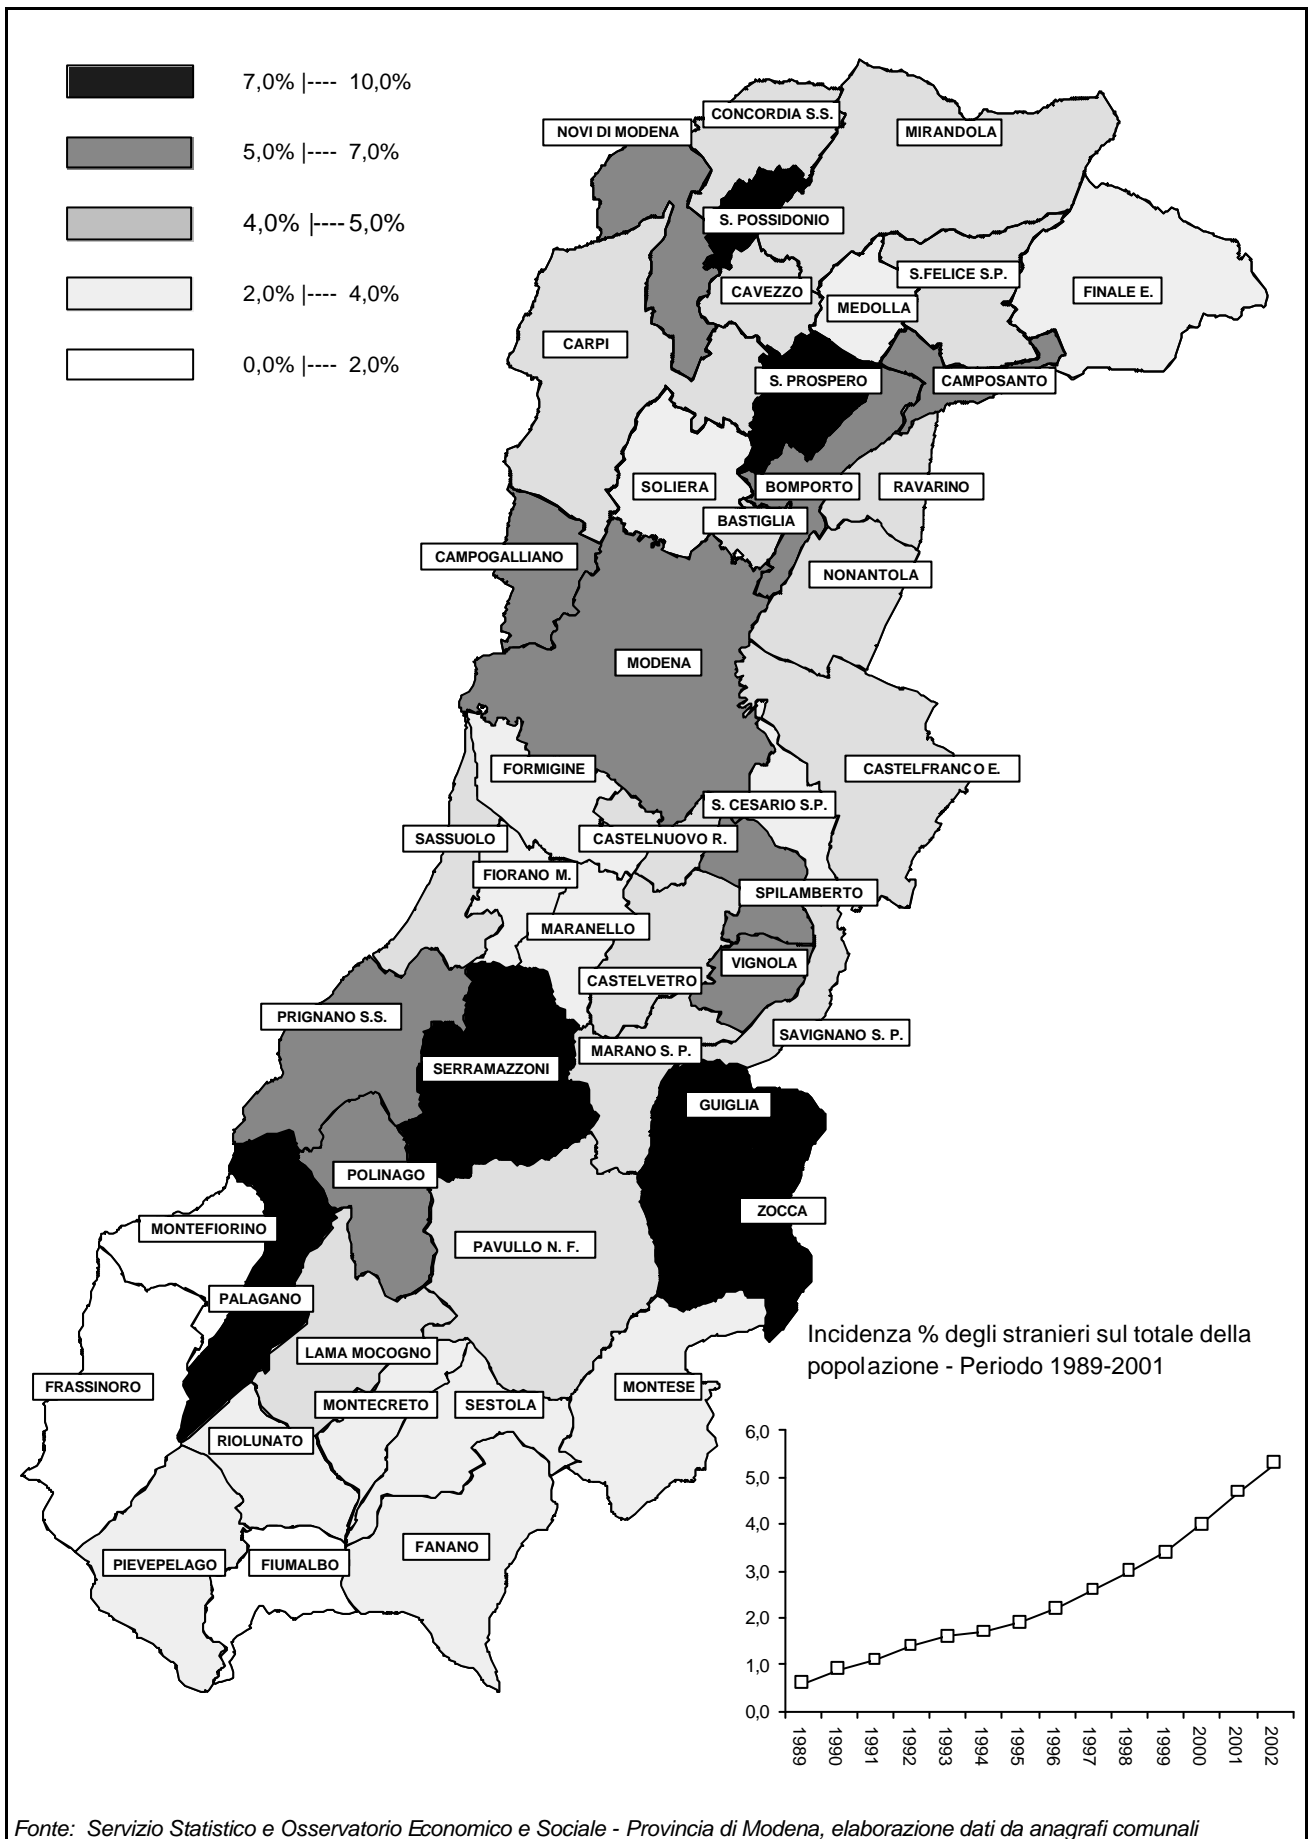 7,0% |---- 10,0%
5,0% |---- 7,0%
4,0% |---- 5,0%
2,0% |---- 4,0%
0,0% |---- 2,0%
CONCORDIA S.S.
NOVI DI MODENA
MIRANDOLA
S. POSSIDONIO
S.FELICE S.P.
CAVEZZO
FINALE E.
MEDOLLA
CARPI
S. PROSPERO
CAMPOSANTO
SOLIERA
BOMPORTO
RAVARINO
BASTIGLIA
CAMPOGALLIANO
NONANTOLA
MODENA
FORMIGINE
CASTELFRANCO E.
S. CESARIO S.P.
SASSUOLO
CASTELNUOVO R.
FIORANO M.
SPILAMBERTO
MARANELLO
VIGNOLA
CASTELVETRO
PRIGNANO S.S.
SAVIGNANO S. P.
MARANO S. P.
SERRAMAZZONI
GUIGLIA
POLINAGO
ZOCCA
MONTEFIORINO
PAVULLO N. F.
PALAGANO
LAMA MOCOGNO
FRASSINORO
MONTESE
MONTECRETO
SESTOLA
RIOLUNATO
FANANO
PIEVEPELAGO
FIUMALBO
Incidenza % degli stranieri sul totale della
popolazione - Periodo 1989-2001
6,0
5,0
4,0
3,0
2,0
1,0
0,0
1989
1990
1991
1992
1993
1994
1995
1996
1997
1998
1999
2000
2001
2002
Fonte: Servizio Statistico e Osservatorio Economico e Sociale - Provincia di Modena, elaborazione dati da anagrafi comunali